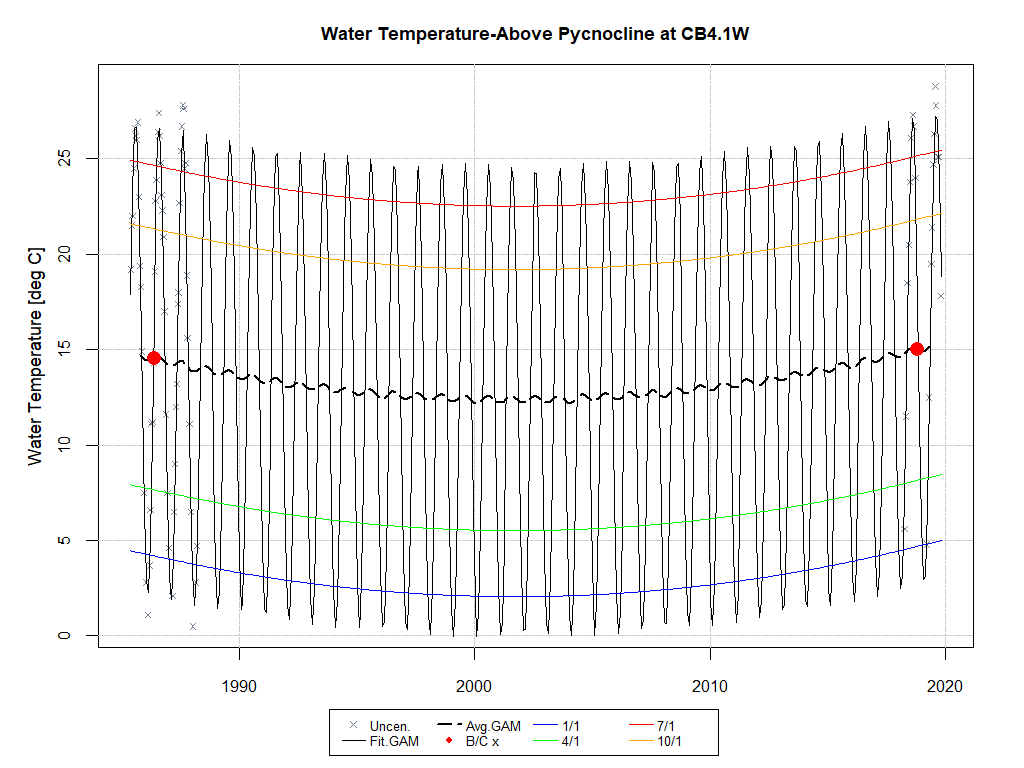 Water Temperature-Above Pycnocline at CB4.1W
Water Temperature [deg C]
25
20
15
10
5
0
1990 2000 2010 2020
Uncen. Avg.GAM 1/1 7/1
Fit.GAM B/C x 4/1 10/1